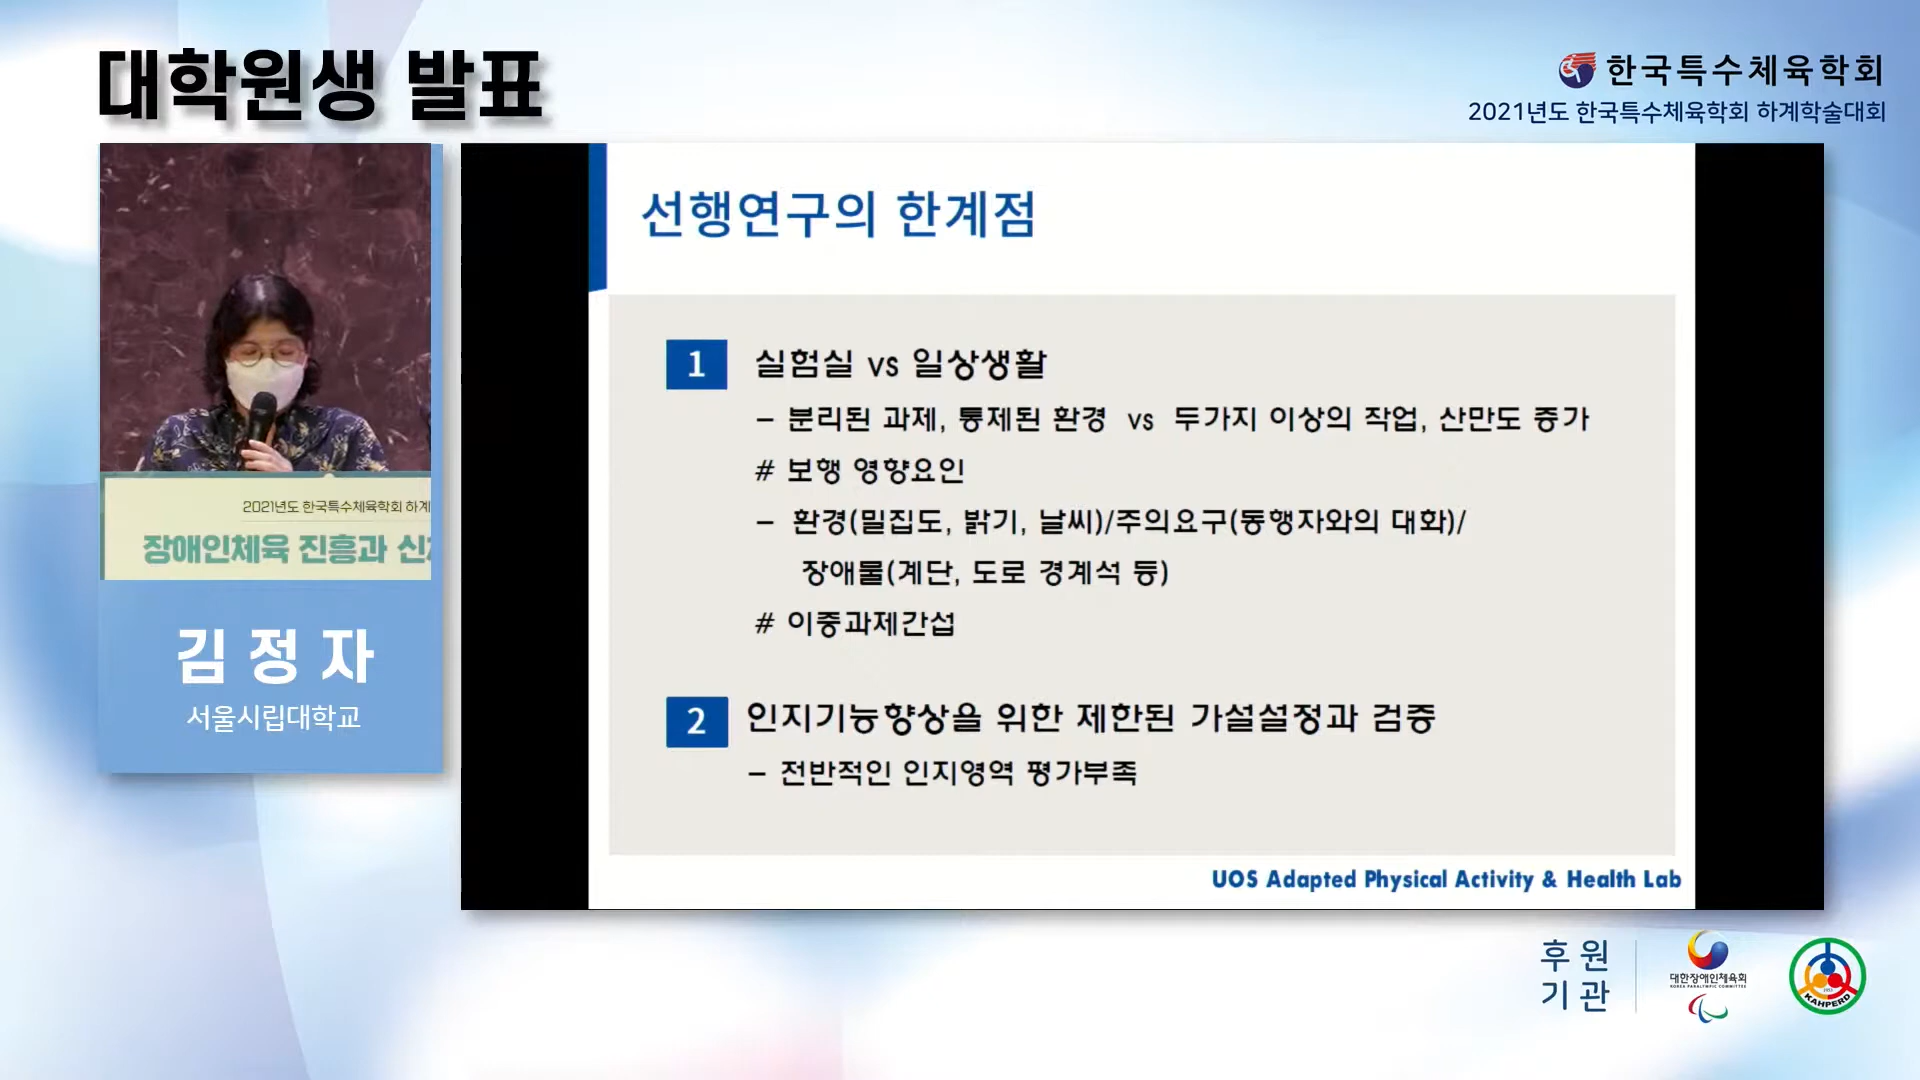 대학원생 발표
한국특수체육학회
2021년도 한국특수체육학회 하계학술대회
선행연구의 한계점
1 실험실 vs 일상생활
– 분리된 과제, 통제된 환경 vs 두가지 이상의 작업, 산만도 증가
# 보행 영향요인
– 환경(밀집도, 밝기, 날씨)/주의요구(동행자와의 대화)/
장애물(계단, 도로 경계석 등)
# 이중과제간섭
2 인지기능향상을 위한 제한된 가설설정과 검증
– 전반적인 인지영역 평가부족
UOS Adapted Physical Activity & Health Lab
2021년도 한국특수체육학회 하계
장애인체육 진흥과
김정자
서울시립대학교
후원
기관
대한장애인체육회
KOREA PARALYMPIC COMMITTEE
KAHPERD